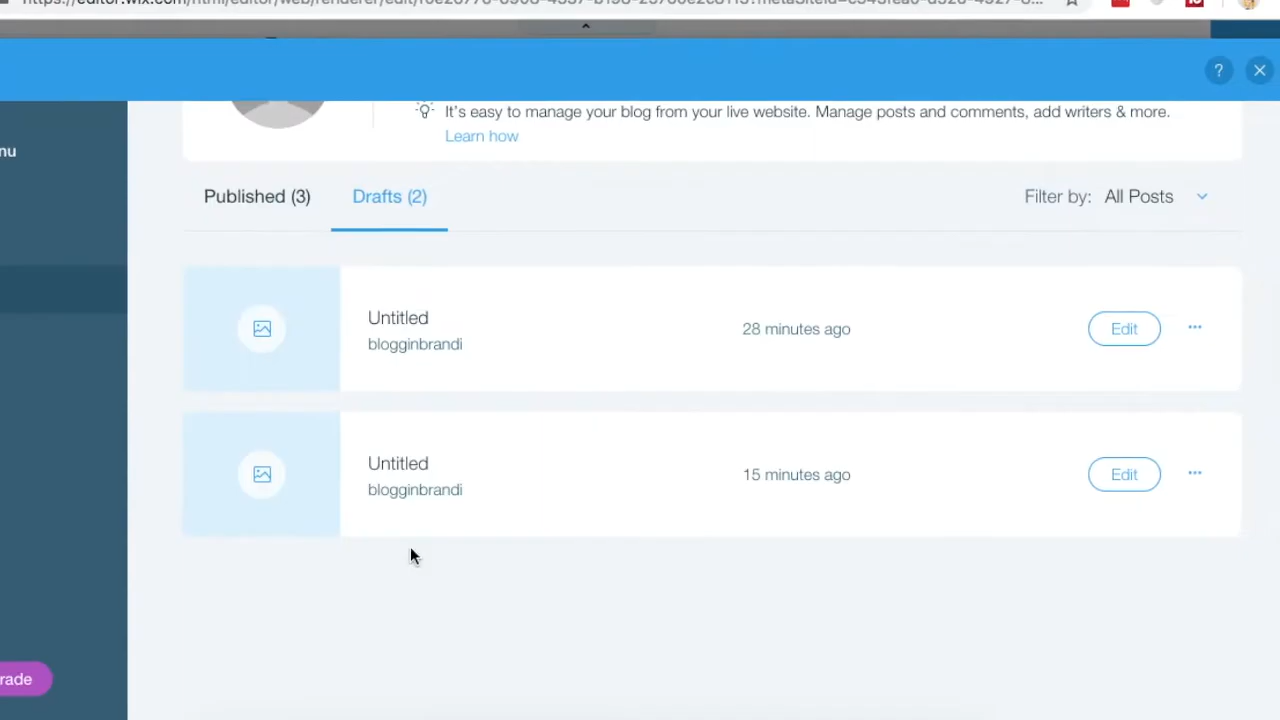 nu
It's easy to manage your blog from your live website. Manage posts and comments, add writers & more.
Learn how
Published (3)
Drafts (2)
Filter by: All Posts
Untitled
blogginbrandi
28 minutes ago
Edit
Untitled
blogginbrandi
15 minutes ago
Edit
rade
?